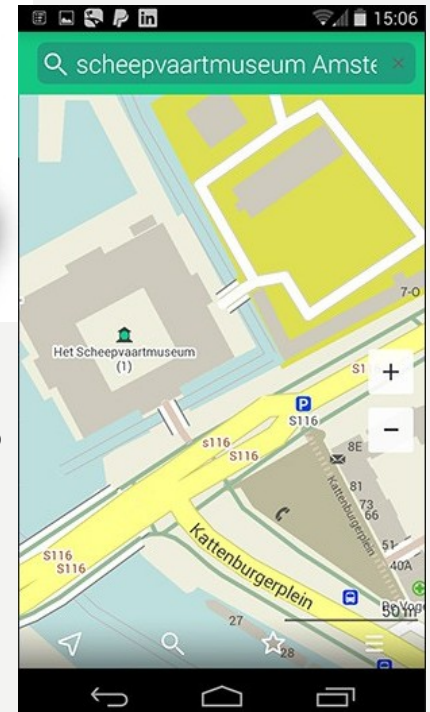 15:06
scheepvaartmuseum Amste
7-0
Het Scheepvaartmuseum
(1)
S1
+
P
S116
−
S116
S116
8E
81
73
66
Kattenburgerplein
51
40A
S116
S116
Kattenburgerplein
50 m
27
28